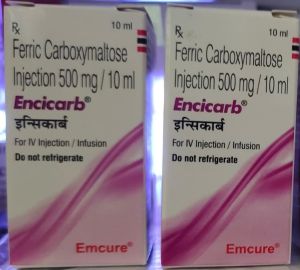 Rx 10 ml
Ferric Carboxymaltose
Injection 500 mg / 10 ml
Encicarb®
इन्सिकार्ब
For IV Injection / Infusion
Do not refrigerate
Emcure®
Rx 10 ml
Ferric Carboxymaltose
Injection 500 mg / 10 ml
Encicarb®
इन्सिकार्ब
For IV Injection / Infusion
Do not refrigerate
Emcure®